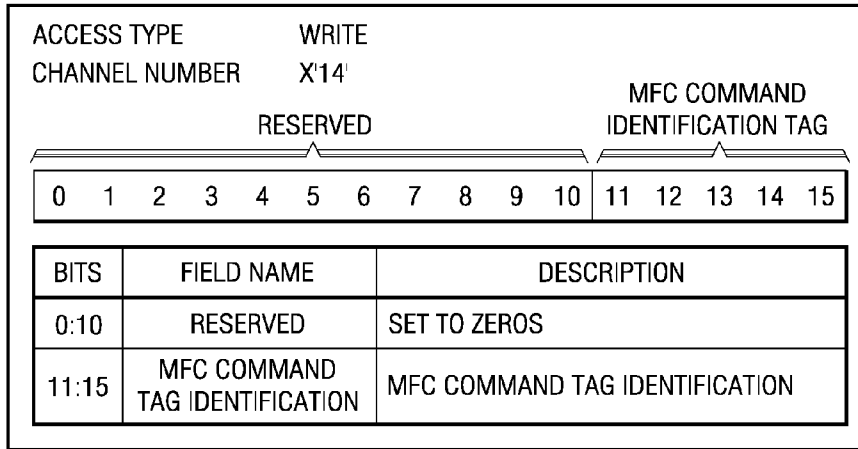 ACCESS TYPE WRITE
CHANNEL NUMBER X'14'
RESERVED
MFC COMMAND
IDENTIFICATION TAG
0 1 2 3 4 5 6 7 8 9 10 11 12 13 14 15
BITS FIELD NAME DESCRIPTION
0:10 RESERVED SET TO ZEROS
11:15 MFC COMMAND
TAG IDENTIFICATION MFC COMMAND TAG IDENTIFICATION